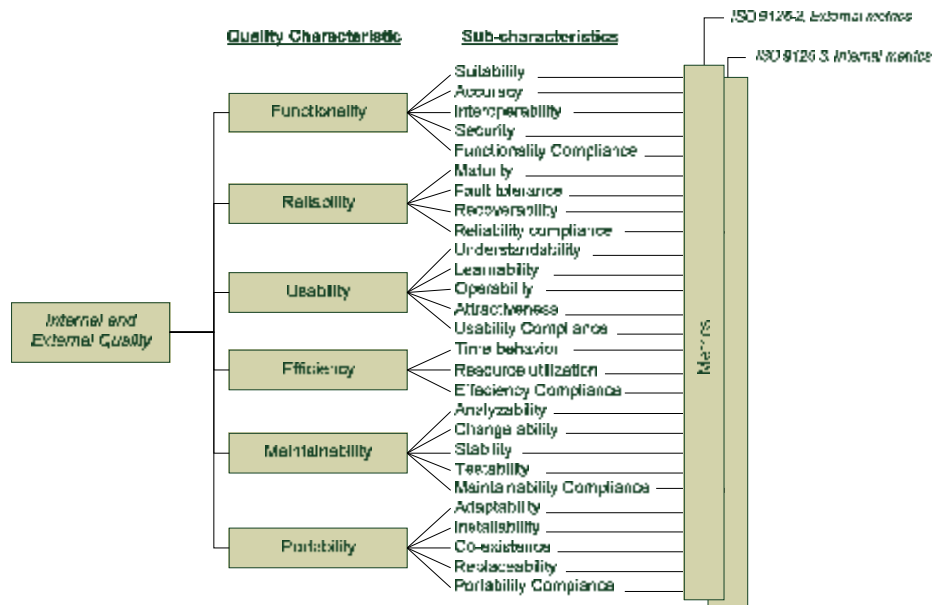 ISO 9126-2, External metrics
Quality Characteristic
Sub-characteristics
ISO 9126 3, Internal metrics
Suitability
Accuracy
Functionality
Interoperability
Security
Functionality Compliance
Maturity
Fault tolerance
Reliability
Recoverability
Reliability compliance
Understandability
Learnability
Usability
Operability
Attractiveness
Usability Compliance
Internal and
External Quality
Time behavior
Efficiency
Resource utilization
Effeciency Compliance
Metrics
Analyzability
Change ability
Maintainability
Stability
Testability
Maintainability Compliance
Adaptability
Installability
Portability
Co-existence
Replaceability
Portability Compliance